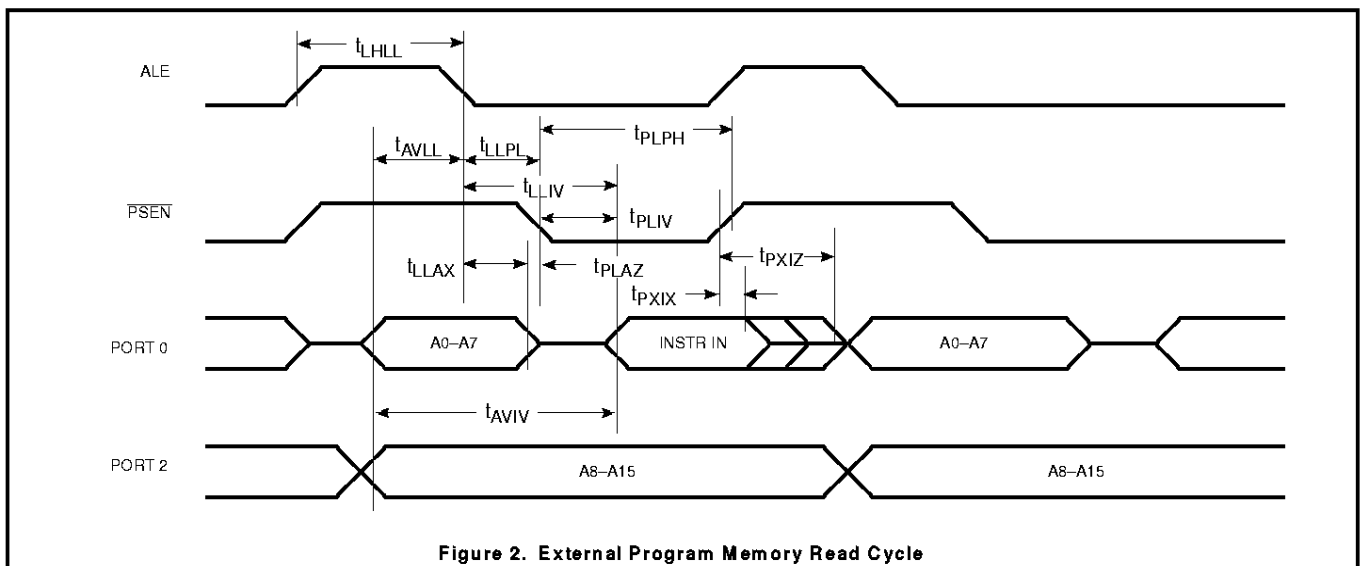 tLHLL
ALE
tPLPH
tAVLL
tLLPL
tLLIV
PSEN
tPLIV
tLLAX
tPLAZ
tPXIZ
tPXIX
PORT 0
A0–A7
INSTR IN
A0–A7
tAVIV
PORT 2
A8–A15
A8–A15
Figure 2. External Program Memory Read Cycle